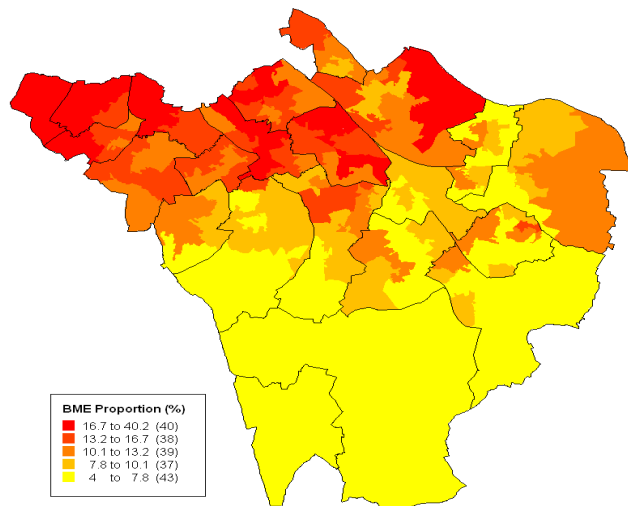 BME Proportion (%)
16.7 to 40.2 (40)
13.2 to 16.7 (38)
10.1 to 13.2 (39)
7.8 to 10.1 (37)
4 to 7.8 (43)